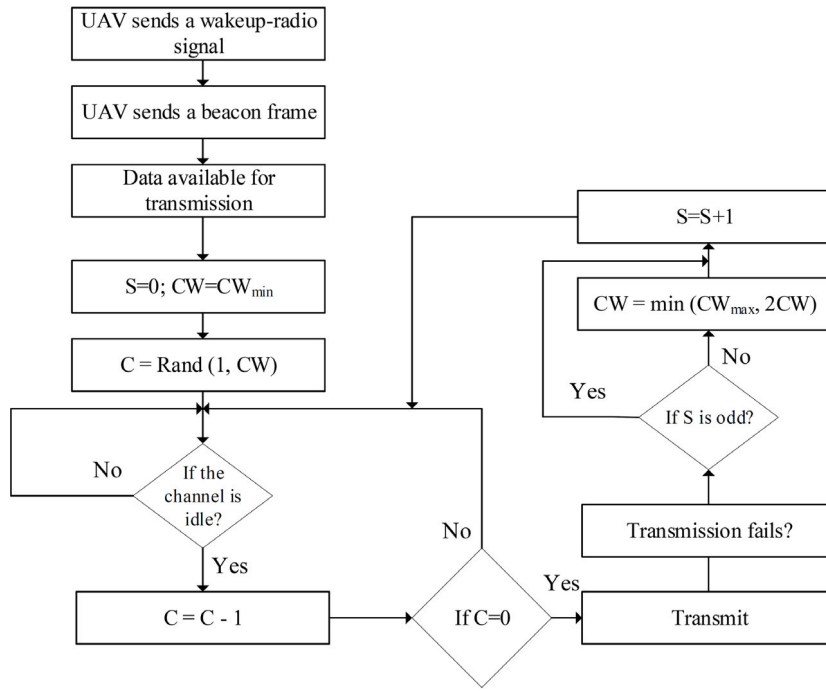 UAV sends a wakeup-radio
signal
UAV sends a beacon frame
Data available for
transmission
S=0; CW=CWmin
C = Rand (1, CW)
No
If the
channel is
idle?
Yes
C = C - 1
No
If C=0
Yes
Transmit
Transmission fails?
If S is odd?
Yes
No
CW = min (CWmax, 2CW)
S=S+1